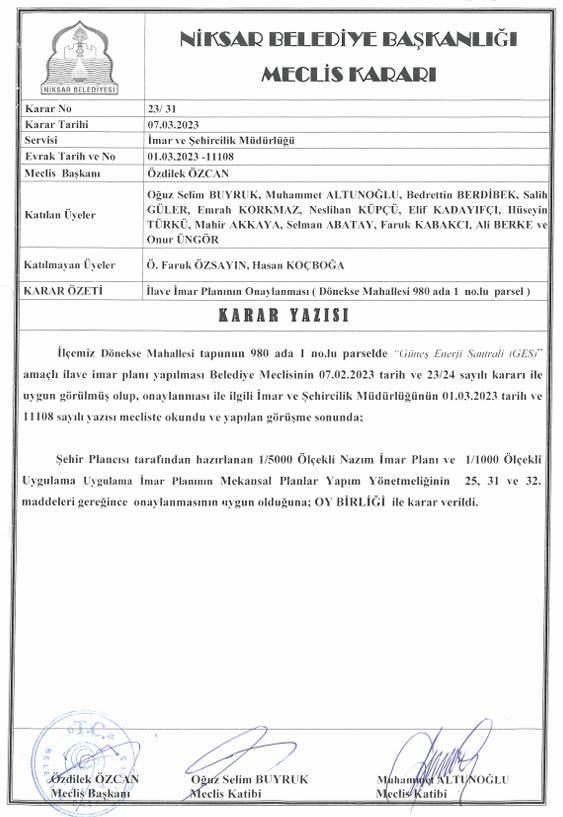 NİKSAR BELEDİYESİ
NİKSAR BELEDİYE BAŞKANLIĞI
MECLİS KARARI
Karar No 23/ 31
Karar Tarihi 07.03.2023
Servisi İmar ve Şehircilik Müdürlüğü
Evrak Tarih ve No 01.03.2023 -11108
Meclis Başkanı Özdilek ÖZCAN
Katılan Üyeler Oğuz Selim BUYRUK, Muhammet ALTUNOĞLU, Bedrettin BERDİBEK, Salih
GÜLER, Emrah KORKMAZ, Neslihan KÜPÇÜ, Elif KADAYIFÇI, Hüseyin
TÜRKÜ, Mahir AKKAYA, Selman ABATAY, Faruk KABAKCI, Ali BERKE ve
Onur ÜNGÖR
Katılmayan Üyeler Ö. Faruk ÖZSAYIN, Hasan KOÇBOĞA
KARAR ÖZETİ İlave İmar Planının Onaylanması ( Dönekse Mahallesi 980 ada 1 no.lu parsel )
KARAR YAZISI
İlçemiz Dönekse Mahallesi tapunun 980 ada 1 no.lu parselde “Güneş Enerji Santrali (GES)”
amaçlı ilave imar planı yapılması Belediye Meclisinin 07.02.2023 tarih ve 23/24 sayılı kararı ile
uygun görülmüş olup, onaylanması ile ilgili İmar ve Şehircilik Müdürlüğünün 01.03.2023 tarih ve
11108 sayılı yazısı mecliste okundu ve yapılan görüşme sonunda;
Şehir Plancısı tarafından hazırlanan 1/5000 Ölçekli Nazım İmar Planı ve 1/1000 Ölçekli
Uygulama Uygulama İmar Planının Mekansal Planlar Yapım Yönetmeliğinin 25, 31 ve 32.
maddeleri gereğince onaylanmasının uygun olduğuna; OY BİRLİĞİ ile karar verildi.
T.C.
Özdilek ÖZCAN Oğuz Selim BUYRUK Muhammet ALTUNOĞLU
Meclis Başkanı Meclis Katibi Meclis Katibi